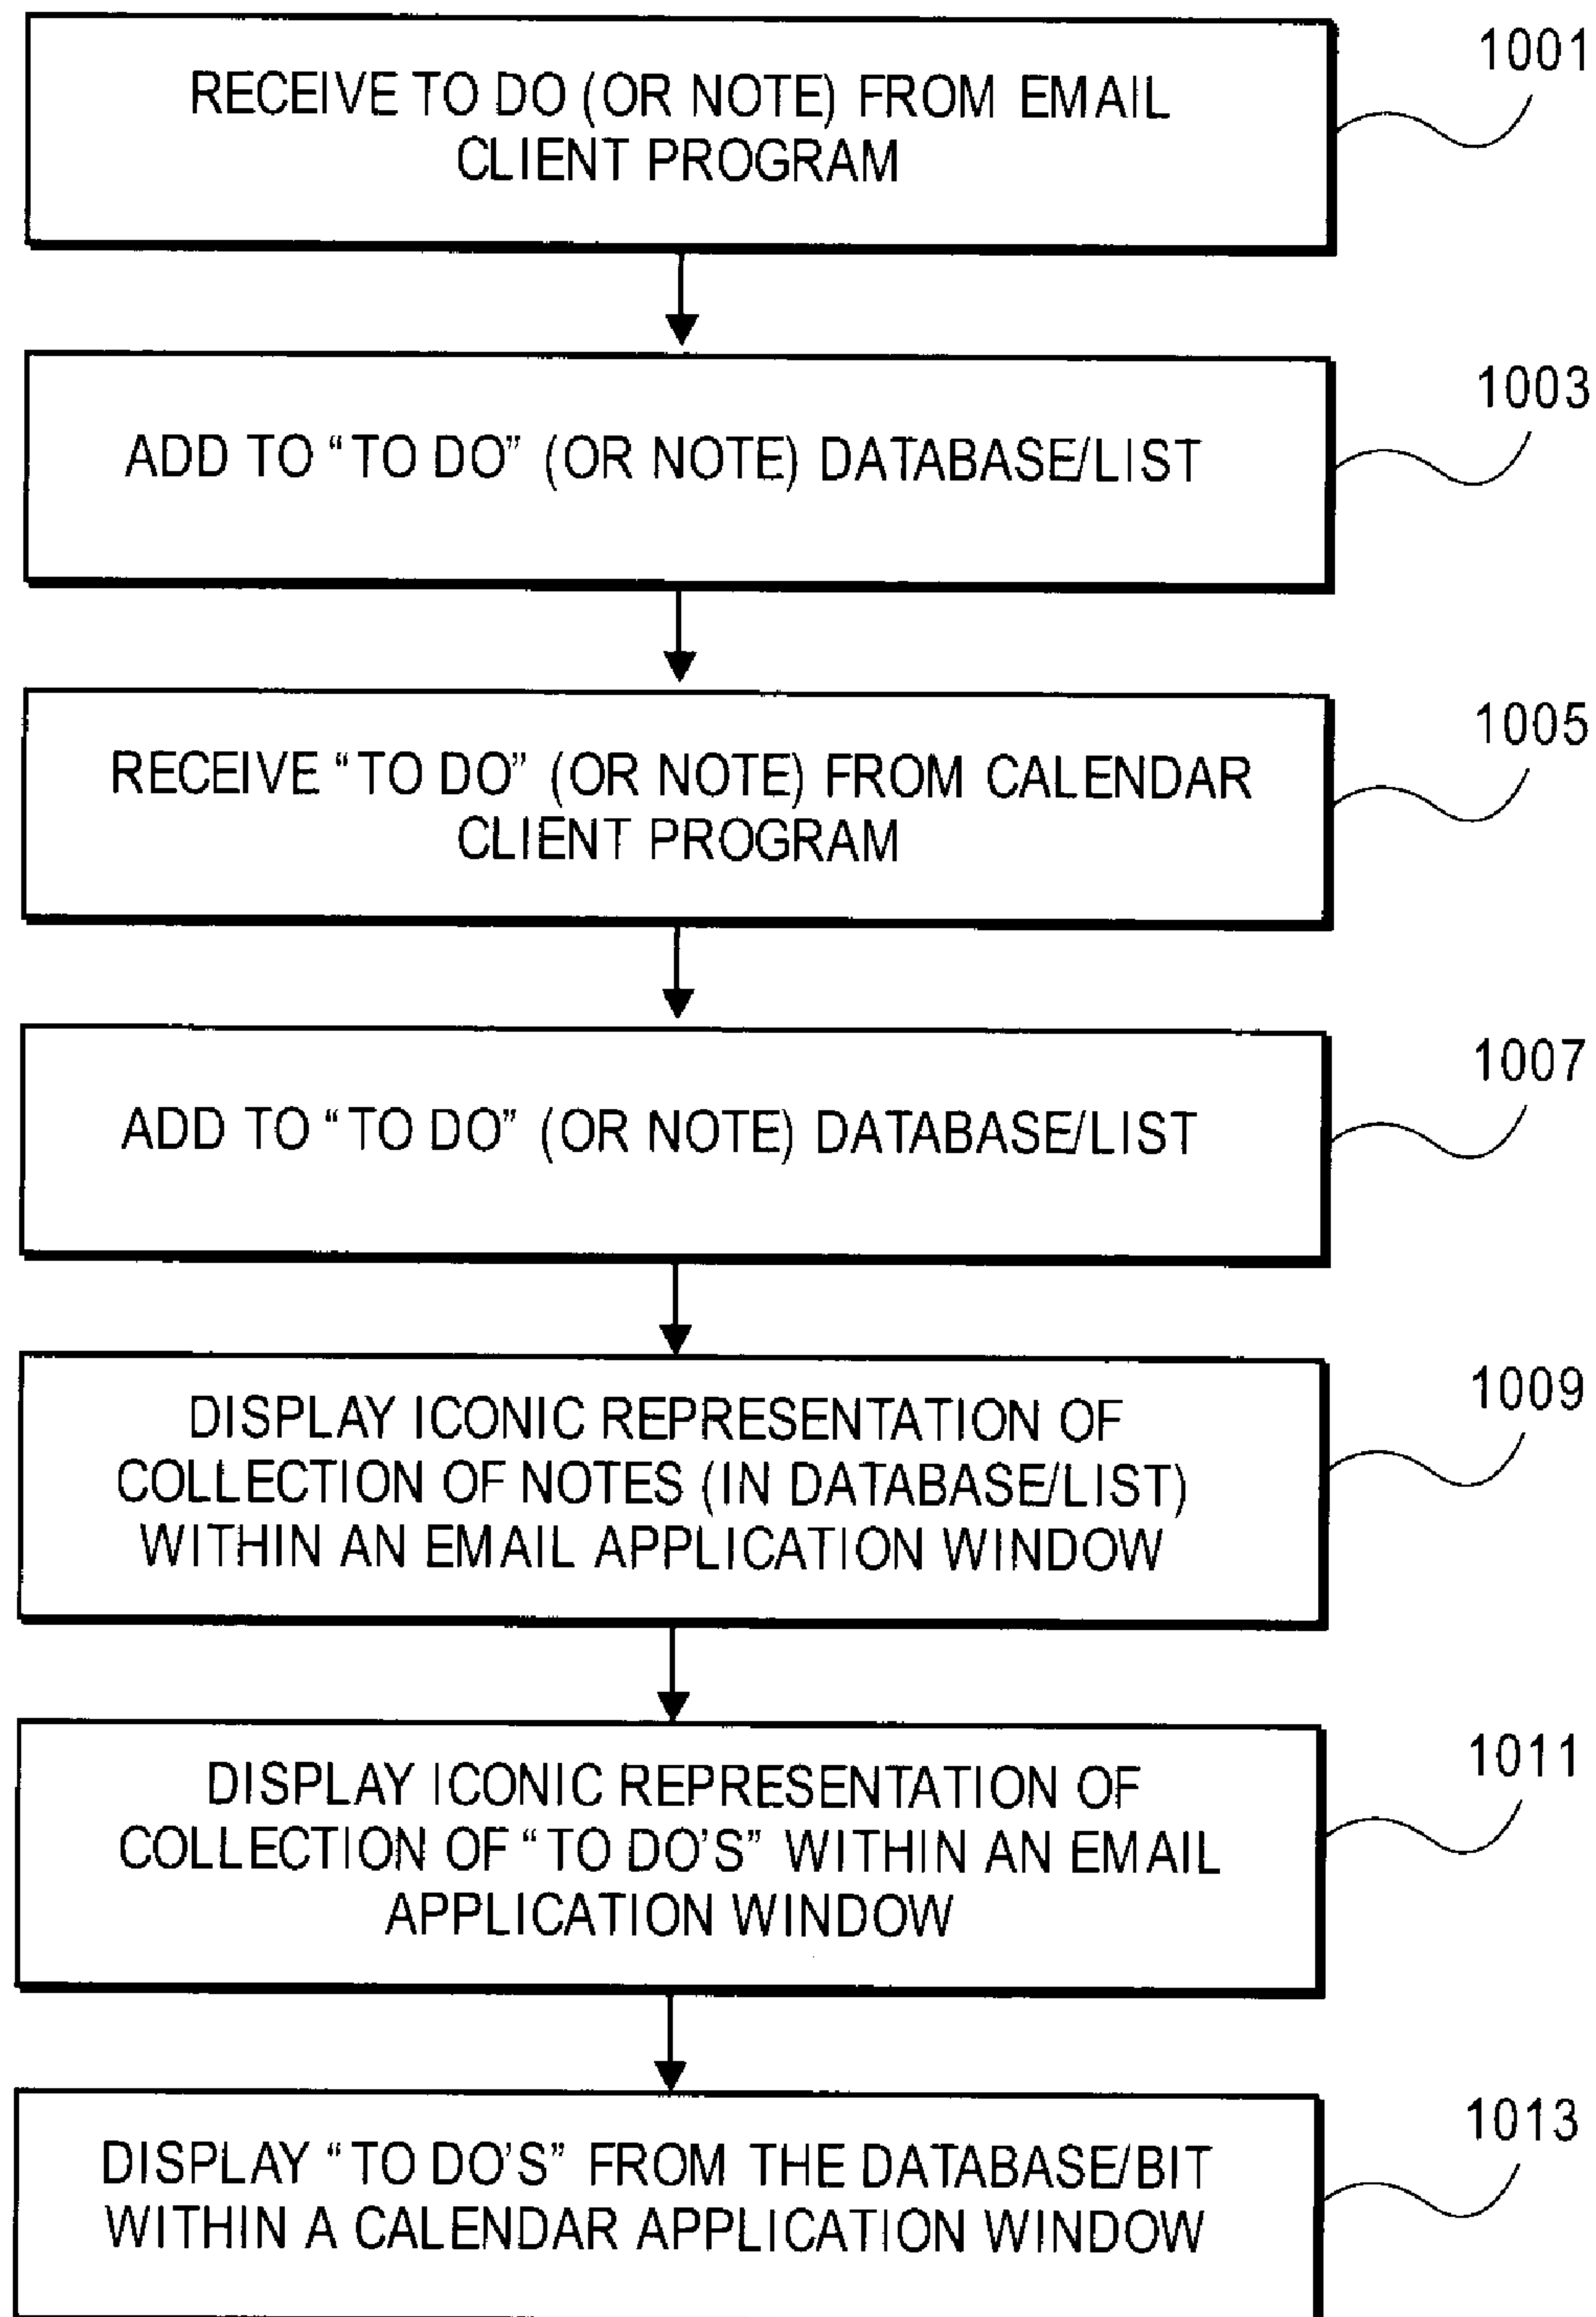 RECEIVE TO DO (OR NOTE) FROM EMAIL
CLIENT PROGRAM
1001
ADD TO “TO DO” (OR NOTE) DATABASE/LIST
1003
RECEIVE “TO DO” (OR NOTE) FROM CALENDAR
CLIENT PROGRAM
1005
ADD TO “TO DO” (OR NOTE) DATABASE/LIST
1007
DISPLAY ICONIC REPRESENTATION OF
COLLECTION OF NOTES (IN DATABASE/LIST)
WITHIN AN EMAIL APPLICATION WINDOW
1009
DISPLAY ICONIC REPRESENTATION OF
COLLECTION OF “TO DO’S” WITHIN AN EMAIL
APPLICATION WINDOW
1011
DISPLAY “TO DO’S” FROM THE DATABASE/BIT
WITHIN A CALENDAR APPLICATION WINDOW
1013